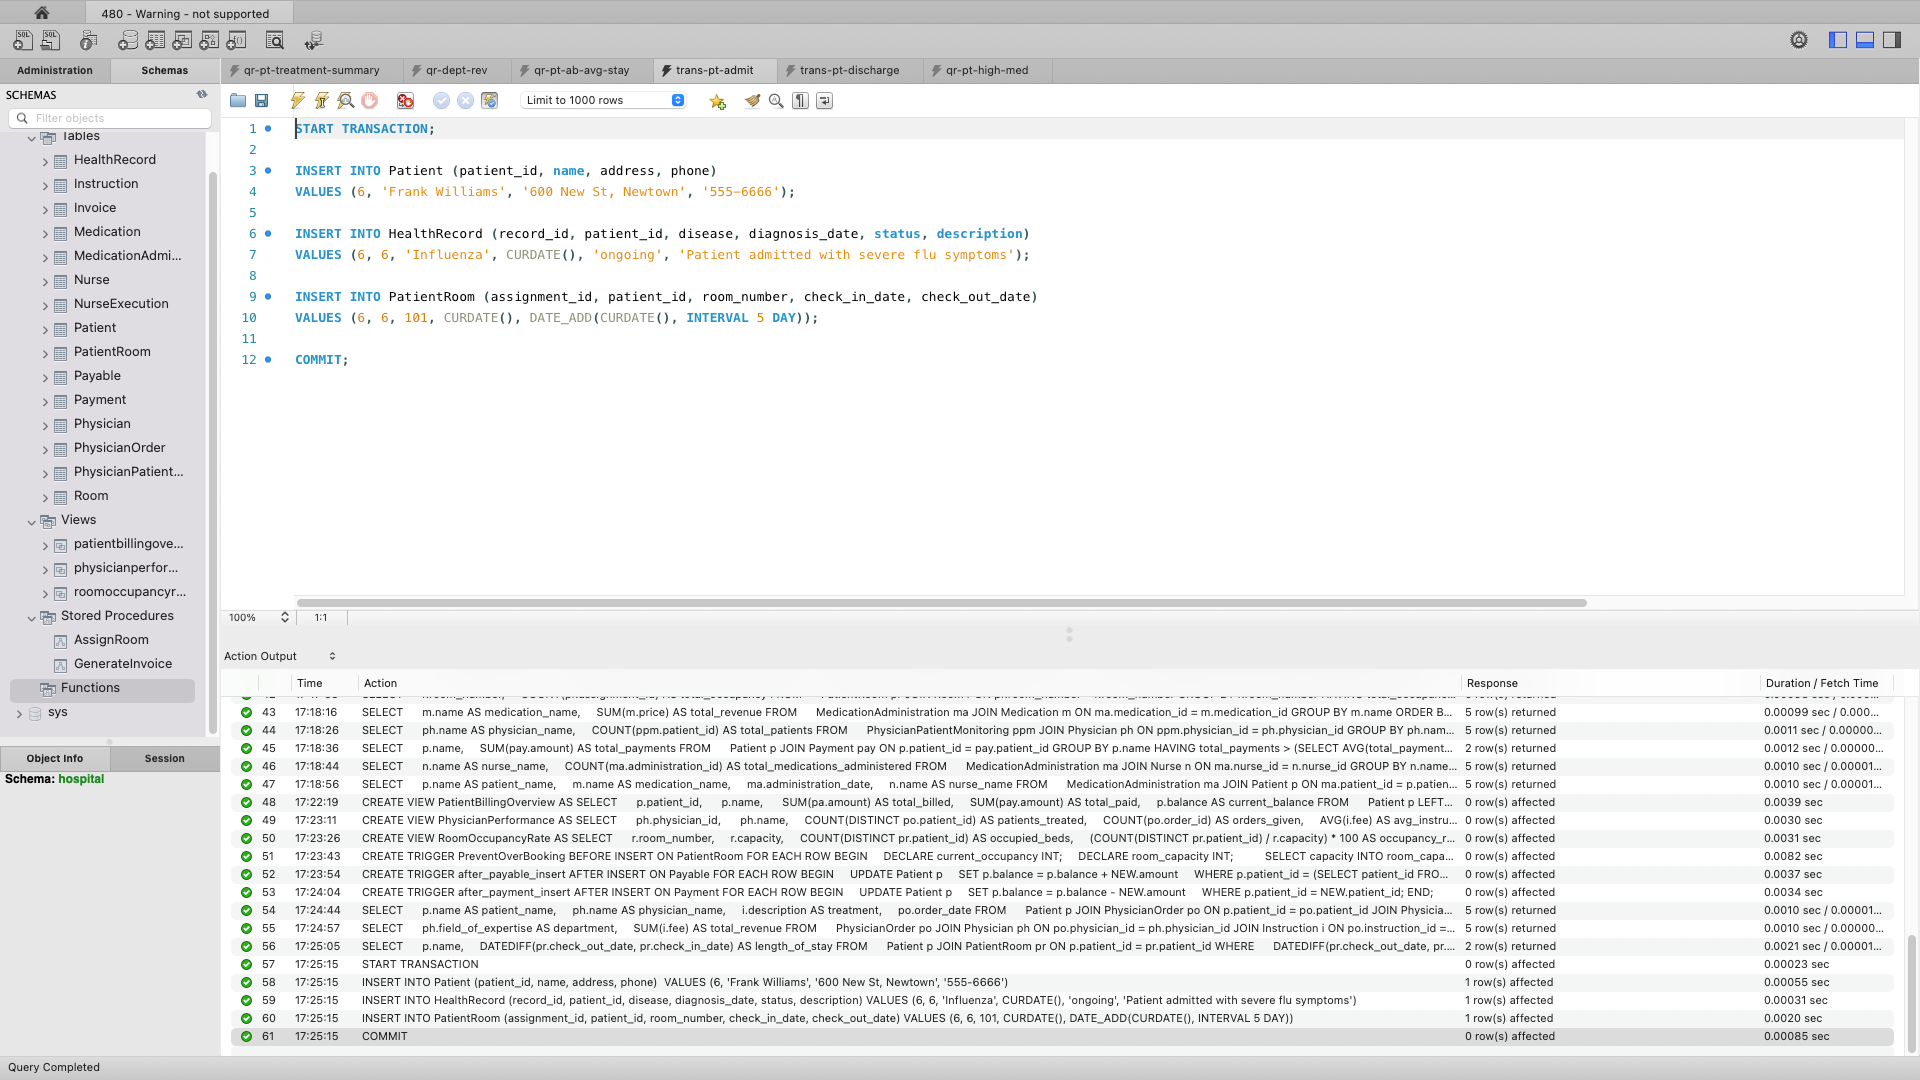 480 - Warning - not supported
Administration
Schemas
qr-pt-treatment-summary
qr-dept-rev
qr-pt-ab-avg-stay
trans-pt-admit
trans-pt-discharge
qr-pt-high-med
SCHEMAS
Filter objects
Tables
HealthRecord
Instruction
Invoice
Medication
MedicationAdmi...
Nurse
NurseExecution
Patient
PatientRoom
Payable
Payment
Physician
PhysicianOrder
PhysicianPatient...
Room
Views
patientbillingove...
physicianperfor...
roomoccupancyr...
Stored Procedures
AssignRoom
GenerateInvoice
Functions
sys
Object Info
Session
Schema: hospital
Limit to 1000 rows
1 START TRANSACTION;
2
3 INSERT INTO Patient (patient_id, name, address, phone)
4 VALUES (6, 'Frank Williams', '600 New St, Newtown', '555-6666');
5
6 INSERT INTO HealthRecord (record_id, patient_id, disease, diagnosis_date, status, description)
7 VALUES (6, 6, 'Influenza', CURDATE(), 'ongoing', 'Patient admitted with severe flu symptoms');
8
9 INSERT INTO PatientRoom (assignment_id, patient_id, room_number, check_in_date, check_out_date)
10 VALUES (6, 6, 101, CURDATE(), DATE_ADD(CURDATE(), INTERVAL 5 DAY));
11
12 COMMIT;
100%
1:1
Action Output
Time Action Response Duration / Fetch Time
43 17:18:16 SELECT m.name AS medication_name, SUM(m.price) AS total_revenue FROM MedicationAdministration ma JOIN Medication m ON ma.medication_id = m.medication_id GROUP BY m.name ORDER B... 5 row(s) returned 0.00099 sec / 0.000...
44 17:18:26 SELECT ph.name AS physician_name, COUNT(ppm.patient_id) AS total_patients FROM PhysicianPatientMonitoring ppm JOIN Physician ph ON ppm.physician_id = ph.physician_id GROUP BY ph.nam... 5 row(s) returned 0.0011 sec / 0.00000...
45 17:18:36 SELECT p.name, SUM(pay.amount) AS total_payments FROM Patient p JOIN Payment pay ON p.patient_id = pay.patient_id GROUP BY p.name HAVING total_payments > (SELECT AVG(total_payment... 2 row(s) returned 0.0012 sec / 0.00000...
46 17:18:44 SELECT n.name AS nurse_name, COUNT(ma.administration_id) AS total_medications_administered FROM MedicationAdministration ma JOIN Nurse n ON ma.nurse_id = n.nurse_id GROUP BY n.name... 5 row(s) returned 0.0010 sec / 0.00001...
47 17:18:56 SELECT p.name AS patient_name, m.name AS medication_name, ma.administration_date, n.name AS nurse_name FROM MedicationAdministration ma JOIN Patient p ON ma.patient_id = p.patien... 5 row(s) returned 0.0010 sec / 0.00001...
48 17:22:19 CREATE VIEW PatientBillingOverview AS SELECT p.patient_id, p.name, SUM(pa.amount) AS total_billed, SUM(pay.amount) AS total_paid, p.balance AS current_balance FROM Patient p LEFT... 0 row(s) affected 0.0039 sec
49 17:23:11 CREATE VIEW PhysicianPerformance AS SELECT ph.physician_id, ph.name, COUNT(DISTINCT po.patient_id) AS patients_treated, COUNT(po.order_id) AS orders_given, AVG(i.fee) AS avg_instru... 0 row(s) affected 0.0030 sec
50 17:23:26 CREATE VIEW RoomOccupancyRate AS SELECT r.room_number, r.capacity, COUNT(DISTINCT pr.patient_id) AS occupied_beds, (COUNT(DISTINCT pr.patient_id) / r.capacity) * 100 AS occupancy_r... 0 row(s) affected 0.0031 sec
51 17:23:43 CREATE TRIGGER PreventOverBooking BEFORE INSERT ON PatientRoom FOR EACH ROW BEGIN DECLARE current_occupancy INT; DECLARE room_capacity INT; SELECT capacity INTO room_capa... 0 row(s) affected 0.0082 sec
52 17:23:54 CREATE TRIGGER after_payable_insert AFTER INSERT ON Payable FOR EACH ROW BEGIN UPDATE Patient p SET p.balance = p.balance + NEW.amount WHERE p.patient_id = (SELECT patient_id FRO... 0 row(s) affected 0.0037 sec
53 17:24:04 CREATE TRIGGER after_payment_insert AFTER INSERT ON Payment FOR EACH ROW BEGIN UPDATE Patient p SET p.balance = p.balance - NEW.amount WHERE p.patient_id = NEW.patient_id; END; 0 row(s) affected 0.0034 sec
54 17:24:44 SELECT p.name AS patient_name, ph.name AS physician_name, i.description AS treatment, po.order_date FROM Patient p JOIN PhysicianOrder po ON p.patient_id = po.patient_id JOIN Physicia... 5 row(s) returned 0.0010 sec / 0.00001...
55 17:24:57 SELECT ph.field_of_expertise AS department, SUM(i.fee) AS total_revenue FROM PhysicianOrder po JOIN Physician ph ON po.physician_id = ph.physician_id JOIN Instruction i ON po.instruction_id =... 5 row(s) returned 0.0010 sec / 0.00000...
56 17:25:05 SELECT p.name, DATEDIFF(pr.check_out_date, pr.check_in_date) AS length_of_stay FROM Patient p JOIN PatientRoom pr ON p.patient_id = pr.patient_id WHERE DATEDIFF(pr.check_out_date, pr.... 2 row(s) returned 0.0021 sec / 0.00001...
57 17:25:15 START TRANSACTION 0 row(s) affected 0.00023 sec
58 17:25:15 INSERT INTO Patient (patient_id, name, address, phone) VALUES (6, 'Frank Williams', '600 New St, Newtown', '555-6666') 1 row(s) affected 0.00055 sec
59 17:25:15 INSERT INTO HealthRecord (record_id, patient_id, disease, diagnosis_date, status, description) VALUES (6, 6, 'Influenza', CURDATE(), 'ongoing', 'Patient admitted with severe flu symptoms') 1 row(s) affected 0.00031 sec
60 17:25:15 INSERT INTO PatientRoom (assignment_id, patient_id, room_number, check_in_date, check_out_date) VALUES (6, 6, 101, CURDATE(), DATE_ADD(CURDATE(), INTERVAL 5 DAY)) 1 row(s) affected 0.0020 sec
61 17:25:15 COMMIT 0 row(s) affected 0.00085 sec
Query Completed